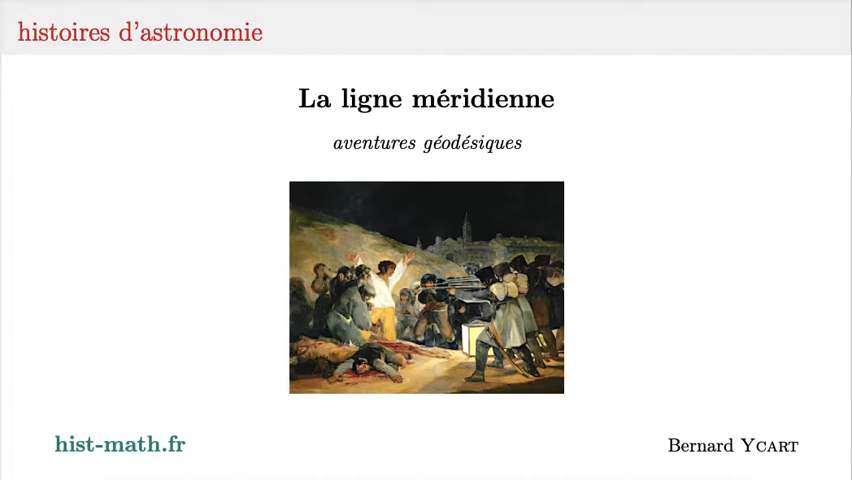 histoires d'astronomie
La ligne méridienne
aventures géodésiques
hist-math.fr
Bernard YCART